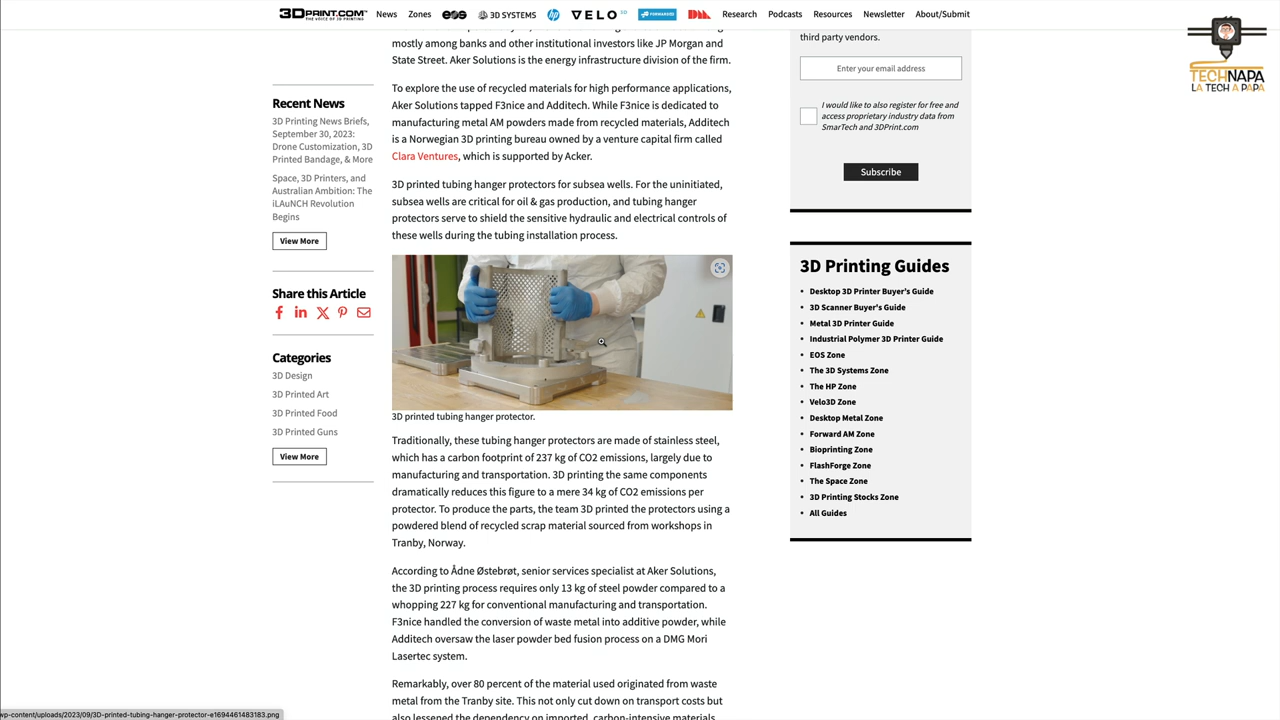 3DPRINT.COM
THE VOICE OF 3D PRINTING
News
Zones
eos
3D SYSTEMS
hp
VELO3D
FORWARD AM
DM
Research
Podcasts
Resources
Newsletter
About/Submit
TECHNAPA
LA TECH A PAPA
Recent News
3D Printing News Briefs,
September 30, 2023:
Drone Customization, 3D
Printed Bandage, & More
Space, 3D Printers, and
Australian Ambition: The
iLAuNCH Revolution
Begins
View More
Share this Article
Categories
3D Design
3D Printed Art
3D Printed Food
3D Printed Guns
View More
mostly among banks and other institutional investors like JP Morgan and
State Street. Aker Solutions is the energy infrastructure division of the firm.
To explore the use of recycled materials for high performance applications,
Aker Solutions tapped F3nice and Additech. While F3nice is dedicated to
manufacturing metal AM powders made from recycled materials, Additech
is a Norwegian 3D printing bureau owned by a venture capital firm called
Clara Ventures, which is supported by Acker.
3D printed tubing hanger protectors for subsea wells. For the uninitiated,
subsea wells are critical for oil & gas production, and tubing hanger
protectors serve to shield the sensitive hydraulic and electrical controls of
these wells during the tubing installation process.
3D printed tubing hanger protector.
Traditionally, these tubing hanger protectors are made of stainless steel,
which has a carbon footprint of 237 kg of CO2 emissions, largely due to
manufacturing and transportation. 3D printing the same components
dramatically reduces this figure to a mere 34 kg of CO2 emissions per
protector. To produce the parts, the team 3D printed the protectors using a
powdered blend of recycled scrap material sourced from workshops in
Tranby, Norway.
According to Ådne Østebrøt, senior services specialist at Aker Solutions,
the 3D printing process requires only 13 kg of steel powder compared to a
whopping 227 kg for conventional manufacturing and transportation.
F3nice handled the conversion of waste metal into additive powder, while
Additech oversaw the laser powder bed fusion process on a DMG Mori
Lasertec system.
Remarkably, over 80 percent of the material used originated from waste
metal from the Tranby site. This not only cut down on transport costs but
also lessened the dependency on imported, carbon-intensive materials
third party vendors.
Enter your email address
I would like to also register for free and
access proprietary industry data from
SmarTech and 3DPrint.com
Subscribe
3D Printing Guides
Desktop 3D Printer Buyer's Guide
3D Scanner Buyer's Guide
Metal 3D Printer Guide
Industrial Polymer 3D Printer Guide
EOS Zone
The 3D Systems Zone
The HP Zone
Velo3D Zone
Desktop Metal Zone
Forward AM Zone
Bioprinting Zone
FlashForge Zone
The Space Zone
3D Printing Stocks Zone
All Guides
wp-content/uploads/2023/09/3D-printed-tubing-hanger-protector-e1694461483183.png